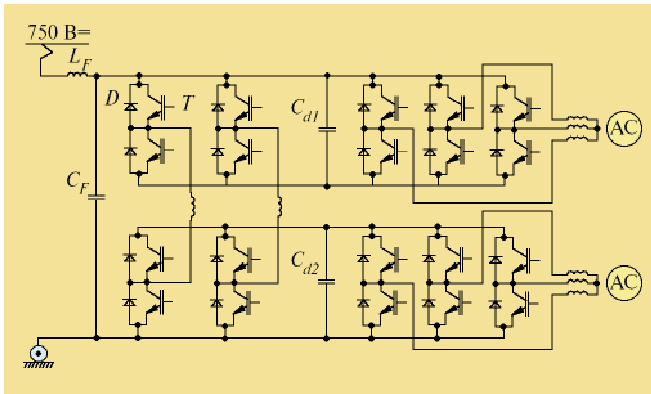 750 В=
L_F
D
T
C_d1
AC
C_F
C_d2
AC